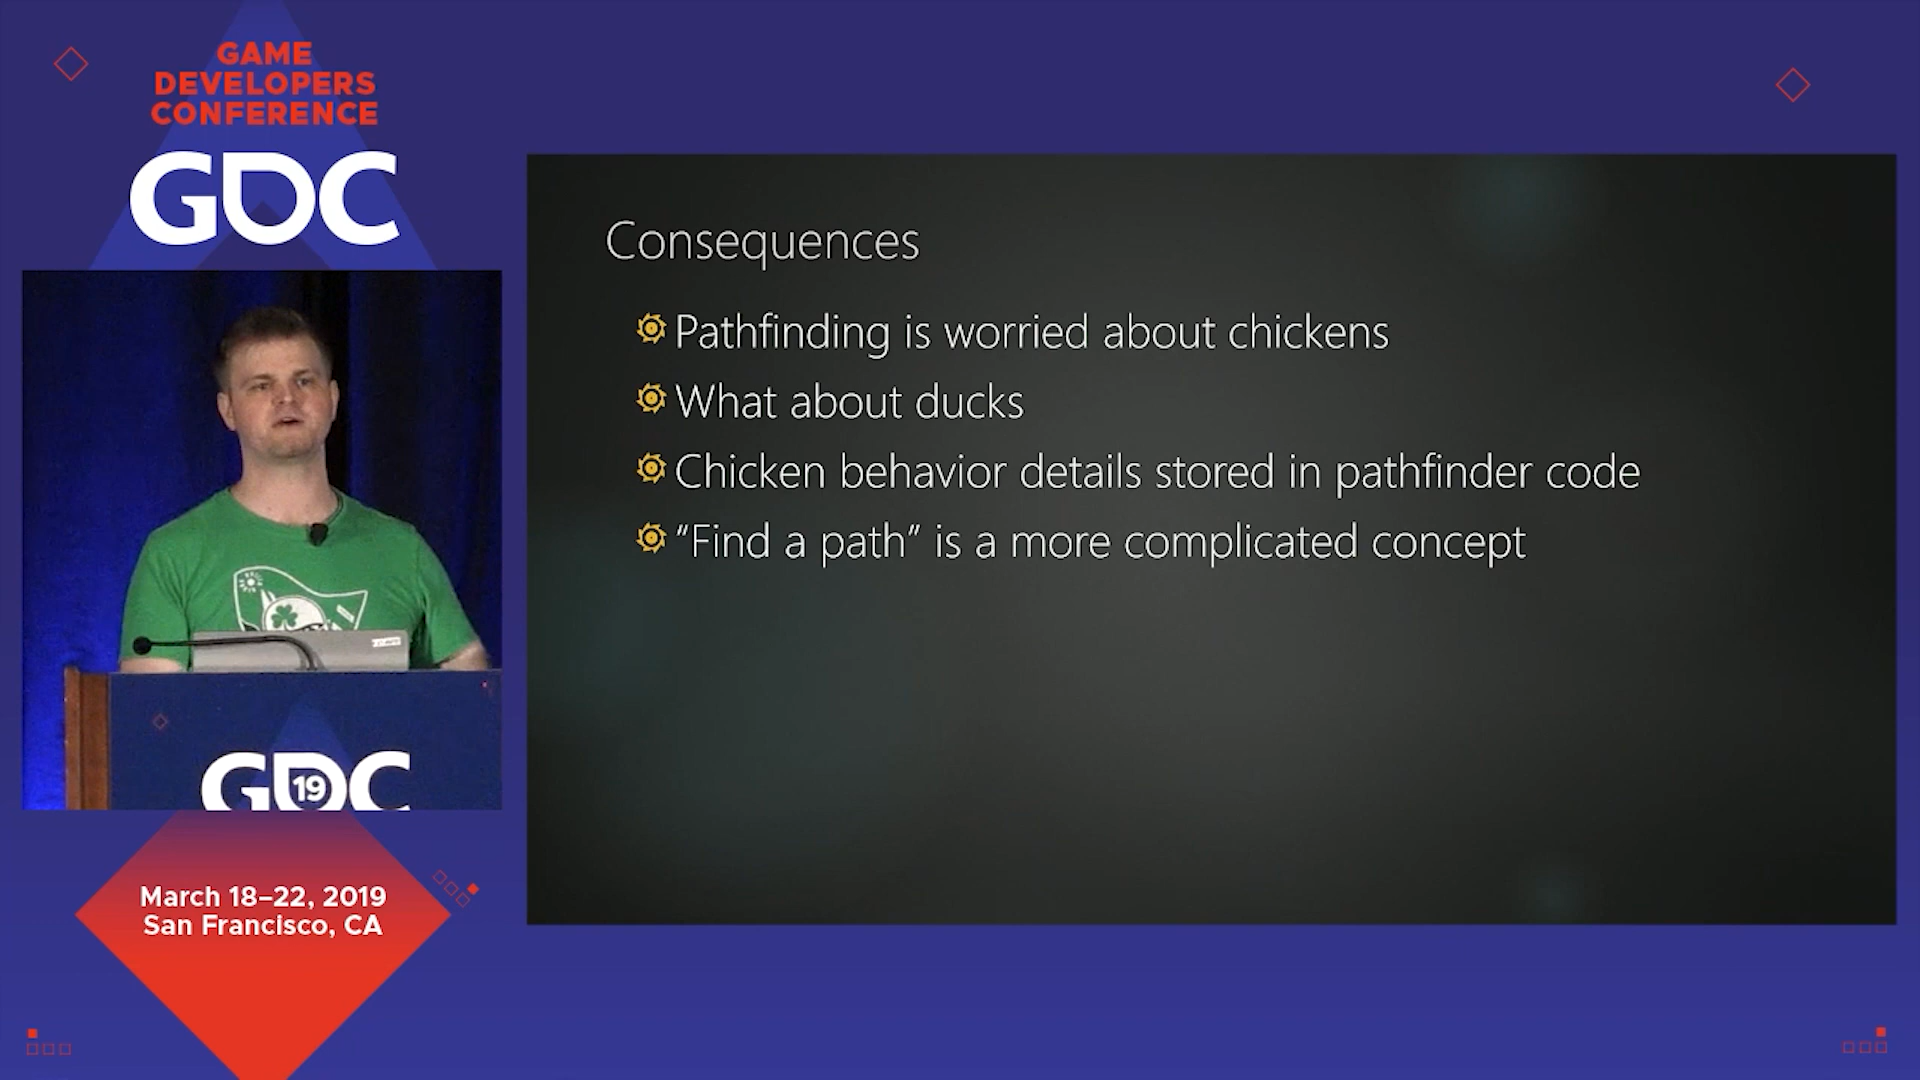 GAME
DEVELOPERS
CONFERENCE
GDC
Consequences
Pathfinding is worried about chickens
What about ducks
Chicken behavior details stored in pathfinder code
“Find a path” is a more complicated concept
GDC
19
March 18–22, 2019
San Francisco, CA